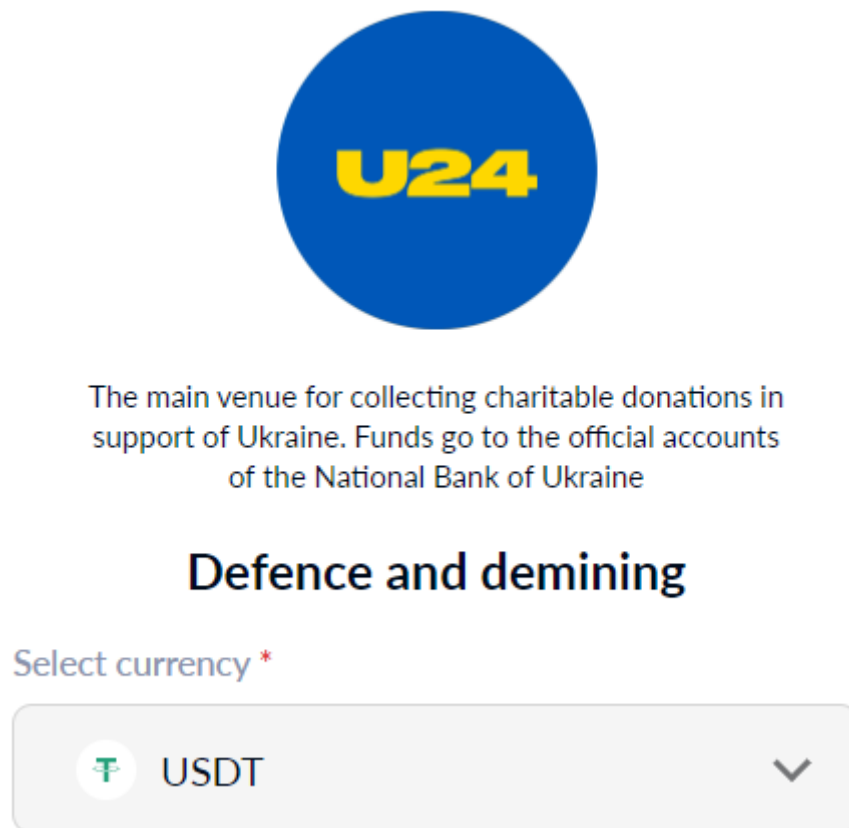 U24
The main venue for collecting charitable donations in
support of Ukraine. Funds go to the official accounts
of the National Bank of Ukraine
Defence and demining
Select currency *
USDT